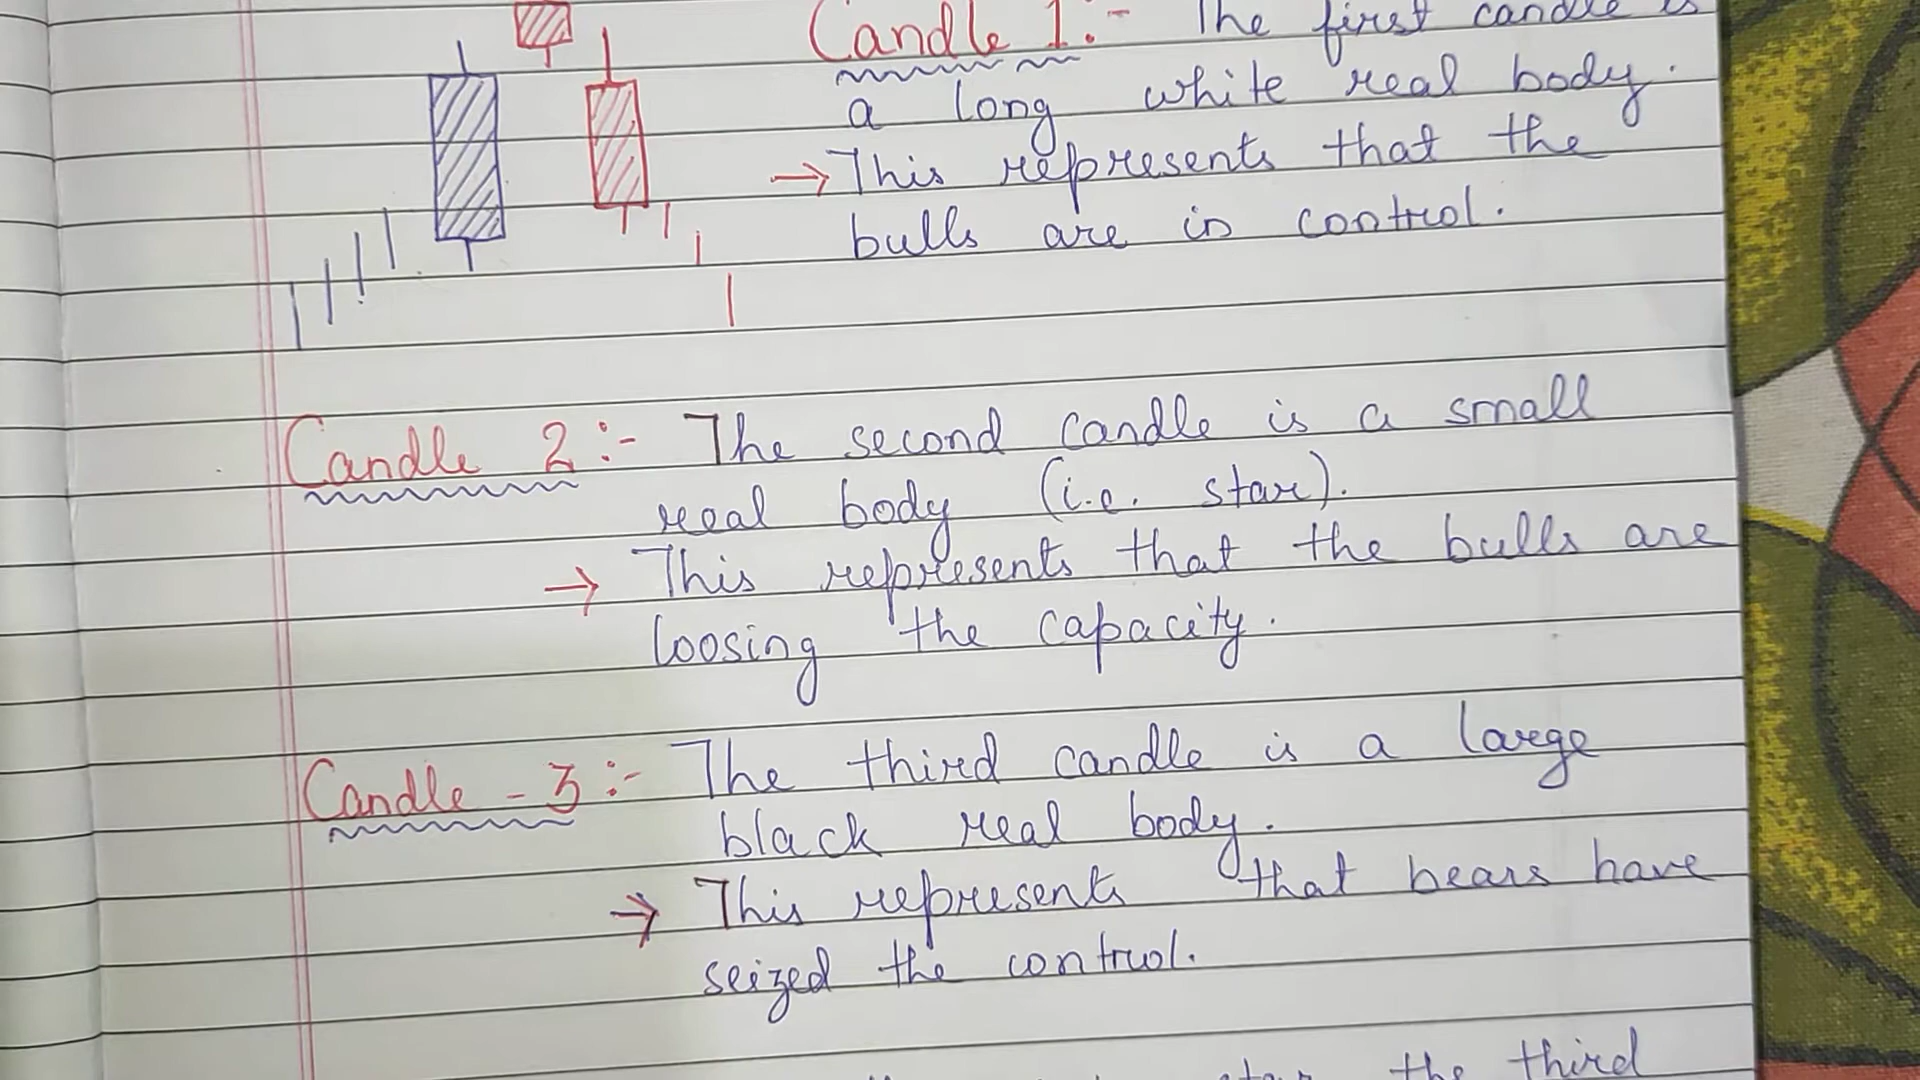 Candle 1:- The first candle is
a long white real body.
→ This represents that the
bulls are in control.
Candle 2:- The second candle is a small
real body (i.e. star).
→ This represents that the bulls are
loosing the capacity.
Candle - 3:- The third candle is a large
black real body.
→ This represents that bears have
seized the control.
star the third